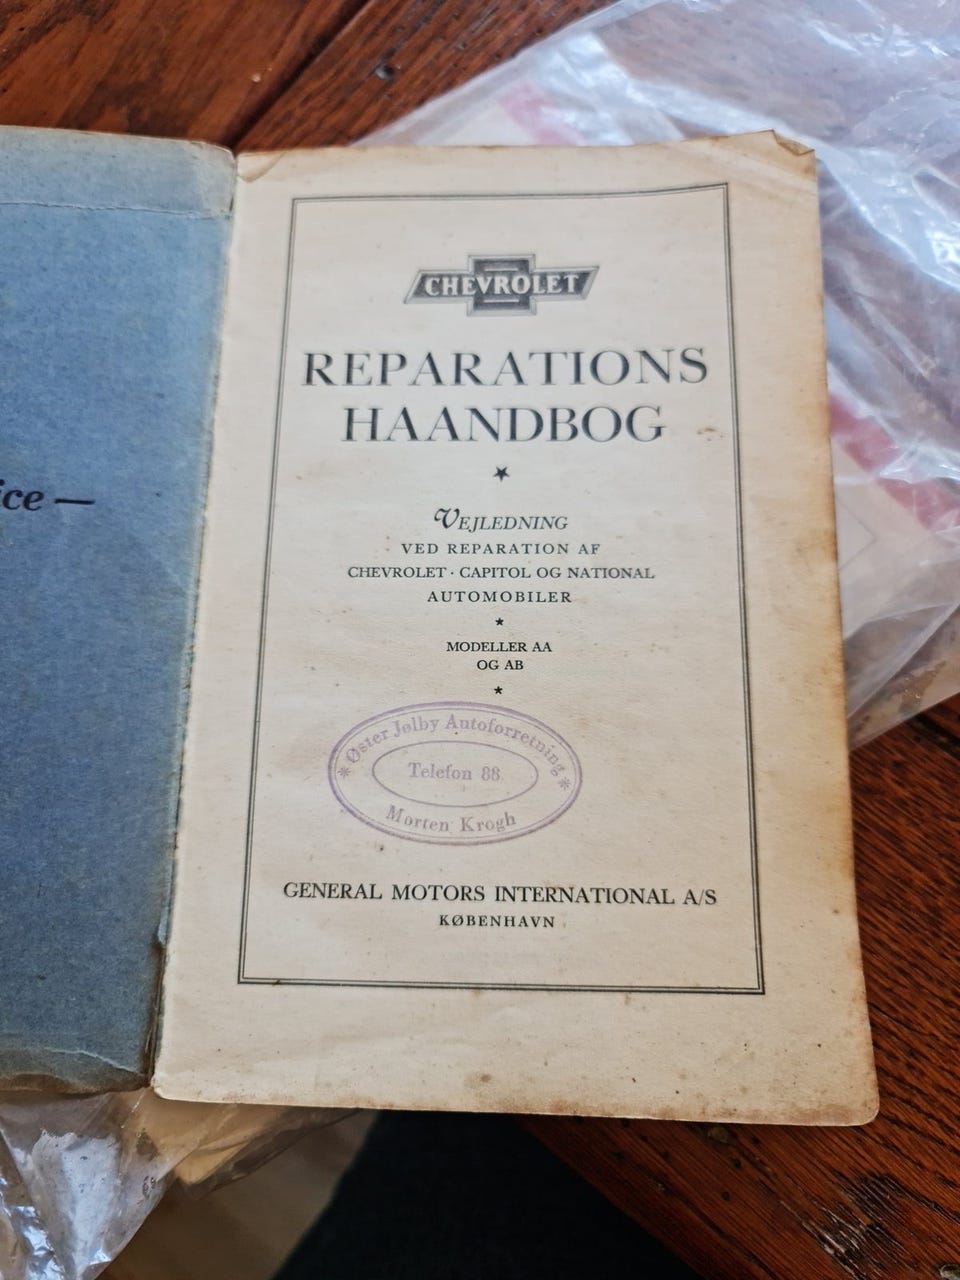 ice —
CHEVROLET
REPARATIONS
HAANDBOG
VEJLEDNING
VED REPARATION AF
CHEVROLET · CAPITOL OG NATIONAL
AUTOMOBILER
MODELLER AA
OG AB
Øster Jølby Autoforretning
Telefon 88
Morten Krogh
GENERAL MOTORS INTERNATIONAL A/S
KØBENHAVN